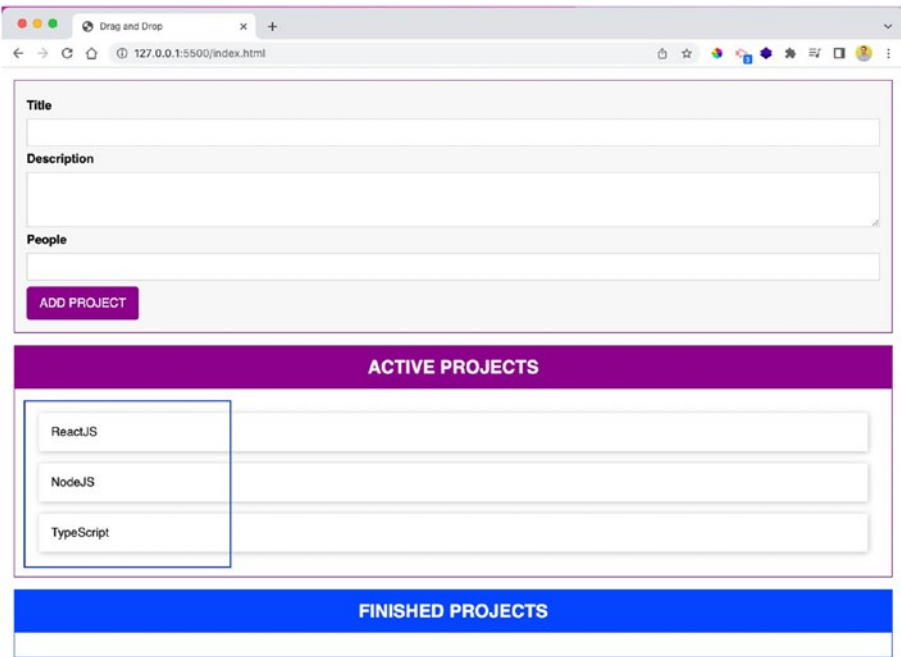 Drag and Drop
127.0.0.1:5500/index.html
3
Title
Description
People
ADD PROJECT
ACTIVE PROJECTS
ReactJS
NodeJS
TypeScript
FINISHED PROJECTS